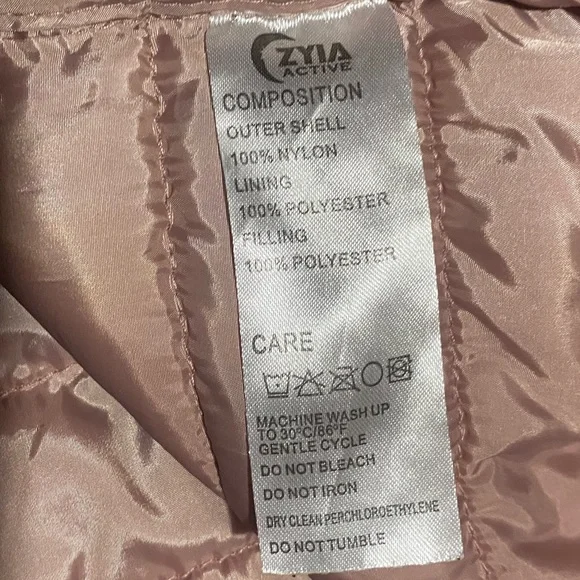 ZYIA
ACTIVE
COMPOSITION
OUTER SHELL
100% NYLON
LINING
100% POLYESTER
FILLING
100% POLYESTER
CARE
MACHINE WASH UP
TO 30°C/86°F
GENTLE CYCLE
DO NOT BLEACH
DO NOT IRON
DRY CLEAN PERCHLOROETHYLENE
DO NOT TUMBLE